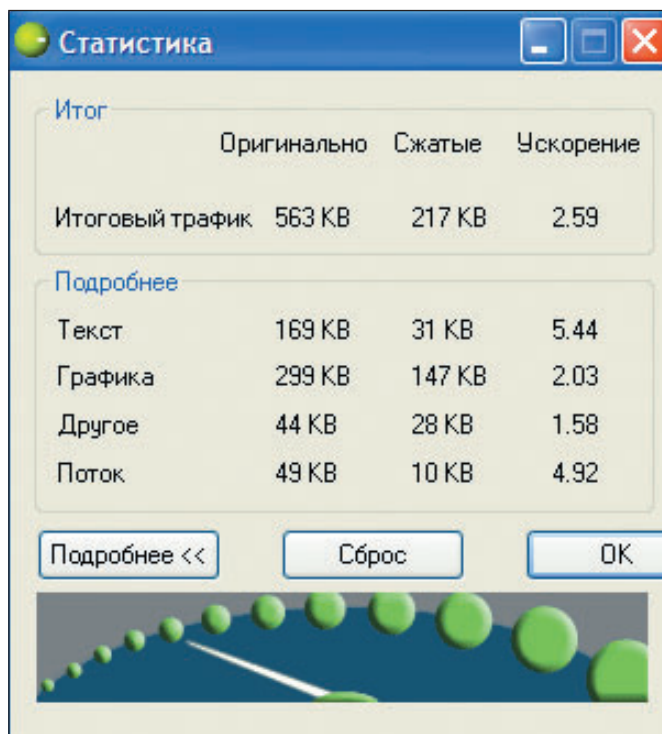 Статистика
Итог
Оригинально Сжатые Ускорение
Итоговый трафик 563 KB 217 KB 2.59
Подробнее
Текст 169 KB 31 KB 5.44
Графика 299 KB 147 KB 2.03
Другое 44 KB 28 KB 1.58
Поток 49 KB 10 KB 4.92
Подробнее << Сброс OK